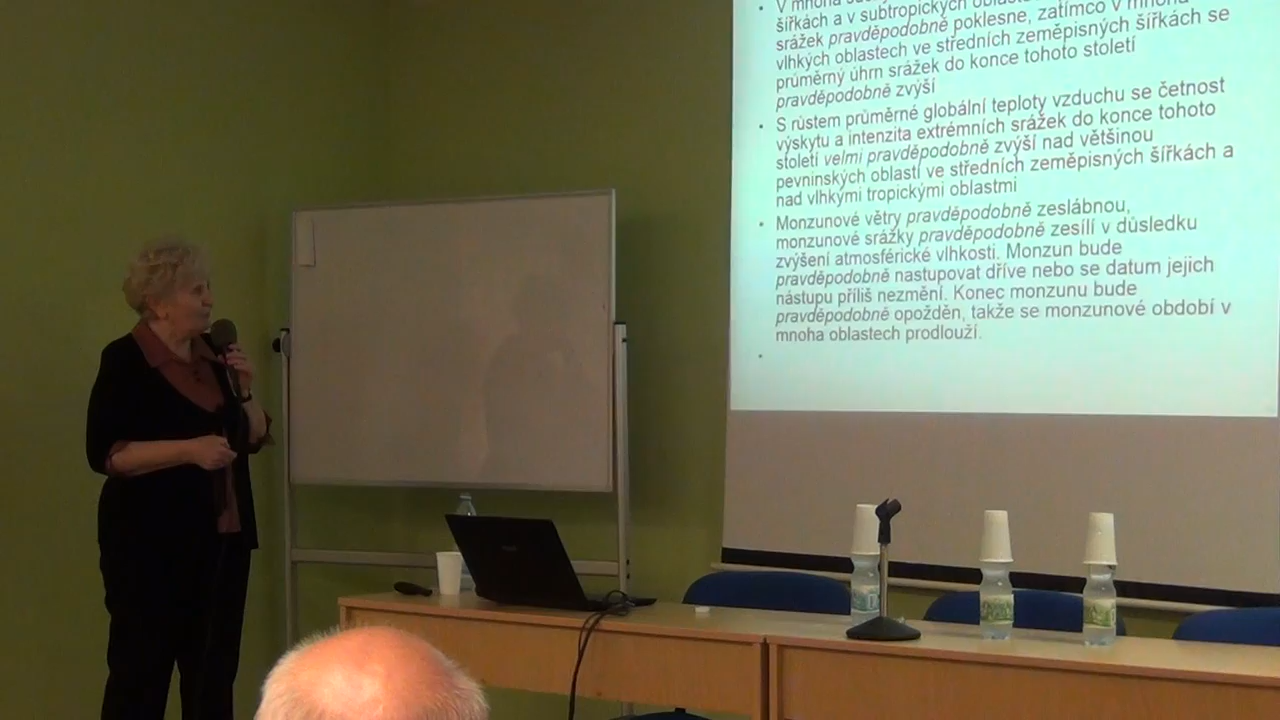 • V mnoha
šířkách a v subtropických
srážek pravděpodobně poklesne, zatímco v mnoha
vlhkých oblastech ve středních zeměpisných šířkách se
průměrný úhrn srážek do konce tohoto století
pravděpodobně zvýší
• S růstem průměrné globální teploty vzduchu se četnost
výskytu a intenzita extrémních srážek do konce tohoto
století velmi pravděpodobně zvýší nad většinou
pevninských oblastí ve středních zeměpisných šířkách a
nad vlhkými tropickými oblastmi
• Monzunové větry pravděpodobně zeslábnou,
monzunové srážky pravděpodobně zesílí v důsledku
zvýšení atmosférické vlhkosti. Monzun bude
pravděpodobně nastupovat dříve nebo se datum jejich
nástupu příliš nezmění. Konec monzunu bude
pravděpodobně opožděn, takže se monzunové období v
mnoha oblastech prodlouží.
•